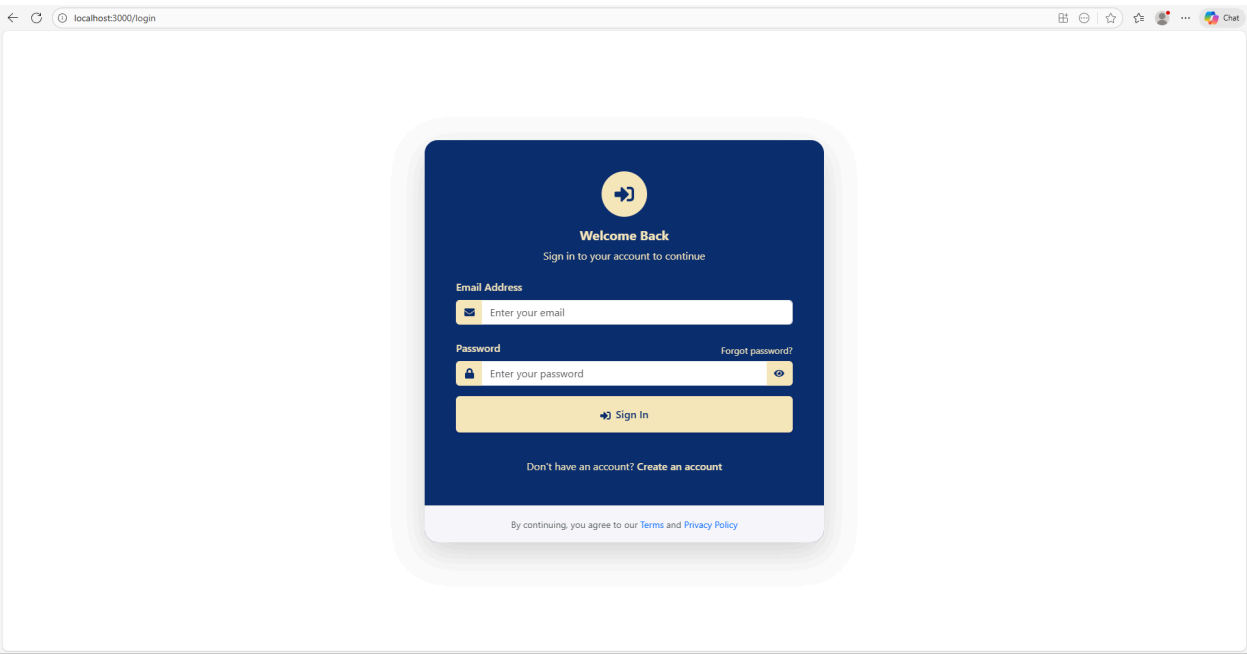 localhost:3000/login
Chat
Welcome Back
Sign in to your account to continue
Email Address
Enter your email
Password Forgot password?
Enter your password
Sign In
Don't have an account? Create an account
By continuing, you agree to our Terms and Privacy Policy